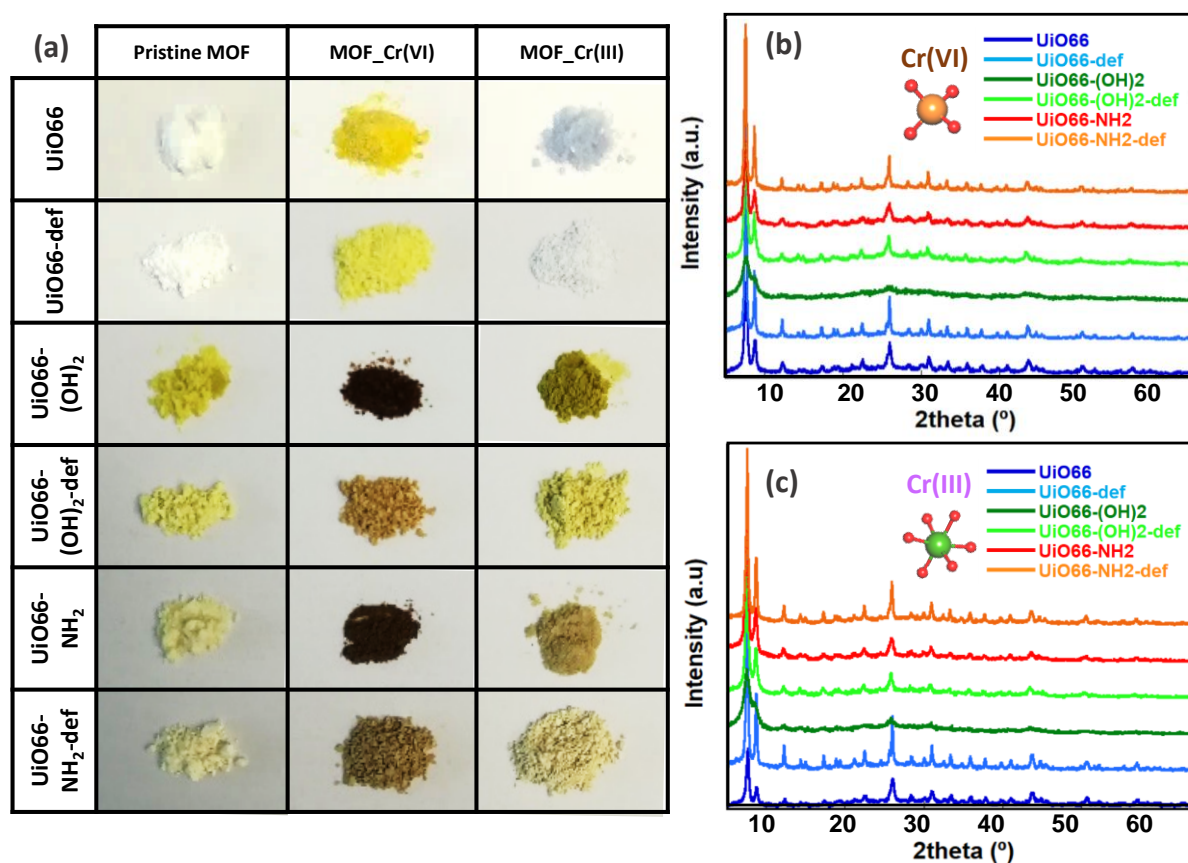 (a)
Pristine MOF
MOF_Cr(VI)
MOF_Cr(III)
UiO66
UiO66-def
UiO66-
(OH)2
UiO66-
(OH)2-def
UiO66-
NH2
UiO66-
NH2-def
(b)
Cr(VI)
UiO66
UiO66-def
UiO66-(OH)2
UiO66-(OH)2-def
UiO66-NH2
UiO66-NH2-def
Intensity (a.u.)
10 20 30 40 50 60
2theta (º)
(c)
Cr(III)
UiO66
UiO66-def
UiO66-(OH)2
UiO66-(OH)2-def
UiO66-NH2
UiO66-NH2-def
Intensity (a.u)
10 20 30 40 50 60
2theta (º)